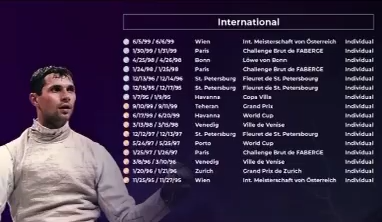 International
6/5/99 / 6/6/99 Wien Int. Meisterschaft von Österreich Individual
1/30/99 / 1/31/99 Paris Challenge Brut de FABERGE Individual
4/25/98 / 4/26/98 Bonn Löwe von Bonn Individual
1/24/98 / 1/25/98 Paris Challenge Brut de FABERGE Individual
12/13/96 / 12/14/96 St. Petersburg Fleuret de St. Petersbourg Individual
12/15/95 / 12/17/95 St. Petersburg Fleuret de St. Petersbourg Individual
1/7/95 / 1/8/95 Havanna Copa Villa Individual
9/10/99 / 9/11/99 Teheran Grand Prix Individual
6/17/99 / 6/20/99 Havanna World Cup Individual
3/13/98 / 3/15/98 Venedig Ville de Venise Individual
12/12/97 / 12/13/97 St. Petersburg Fleuret de St. Petersbourg Individual
5/24/97 / 5/25/97 Porto World Cup Individual
1/25/97 / 1/26/97 Paris Challenge Brut de FABERGE Individual
3/8/96 / 3/10/96 Venedig Ville de Venise Individual
1/20/96 / 1/21/96 Zurich Grand Prix de Zurich Individual
11/25/95 / 11/27/95 Wien Int. Meisterschaft von Österreich Individual